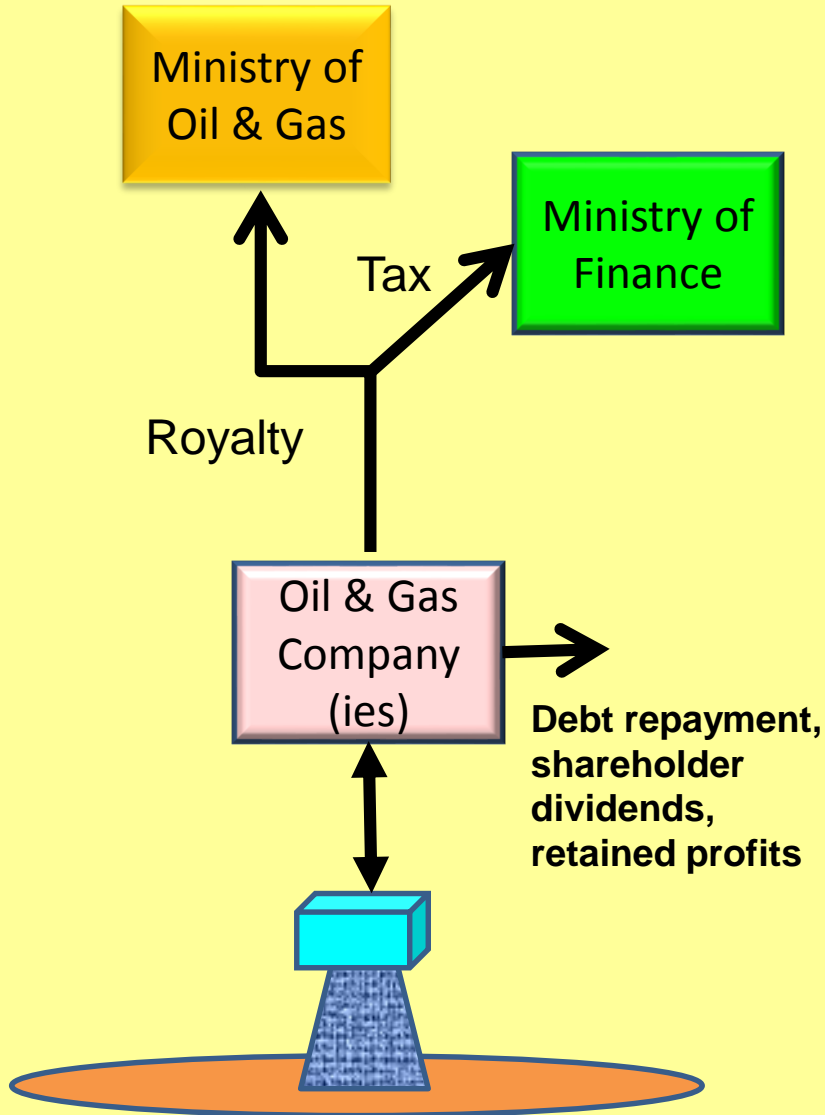 Ministry of
Oil & Gas
Ministry of
Finance
Tax
Royalty
Oil & Gas
Company
(ies)
Debt repayment,
shareholder
dividends,
retained profits